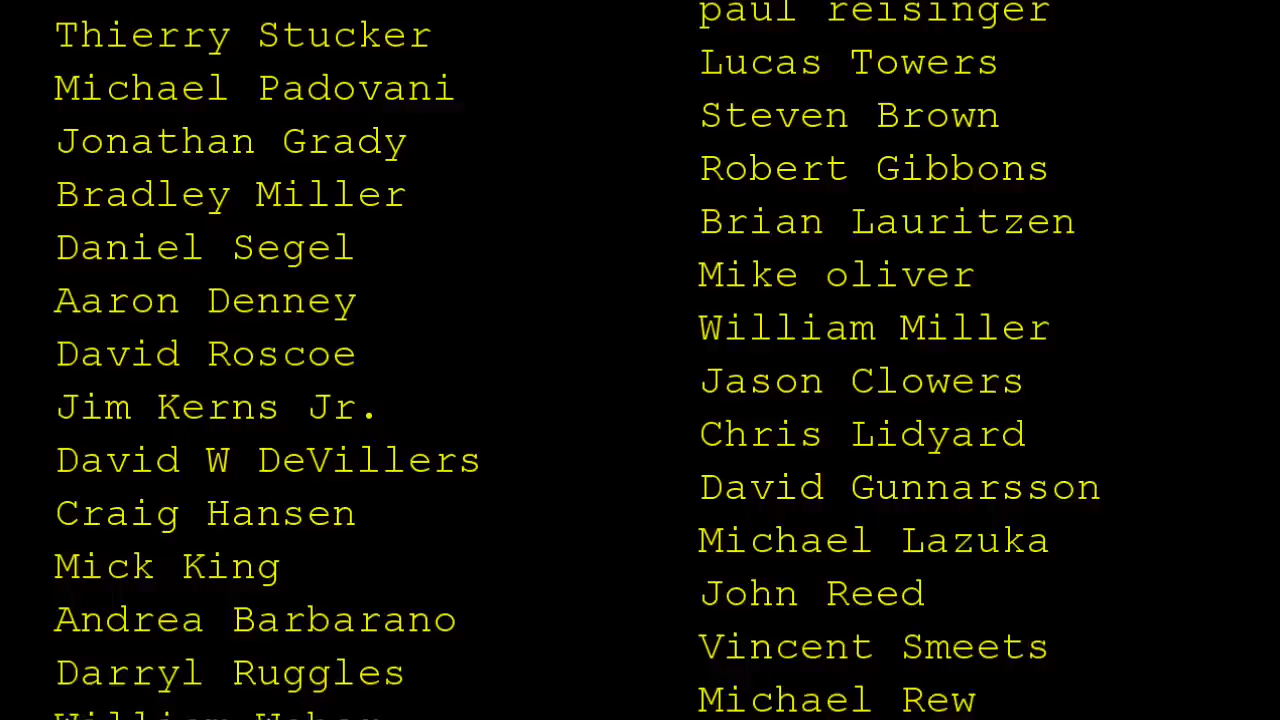 Thierry Stucker
Michael Padovani
Jonathan Grady
Bradley Miller
Daniel Segel
Aaron Denney
David Roscoe
Jim Kerns Jr.
David W DeVillers
Craig Hansen
Mick King
Andrea Barbarano
Darryl Ruggles
William Weber
paul reisinger
Lucas Towers
Steven Brown
Robert Gibbons
Brian Lauritzen
Mike oliver
William Miller
Jason Clowers
Chris Lidyard
David Gunnarsson
Michael Lazuka
John Reed
Vincent Smeets
Michael Rew